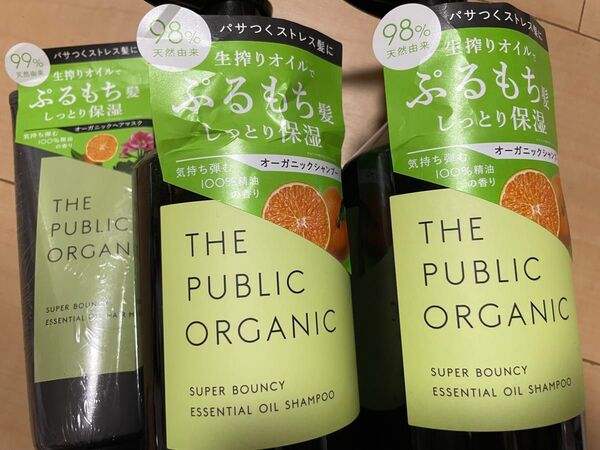 パサつくストレス髪に
99%
天然由来
生搾りオイルで
ぷるもち髪
しっとり保湿
オーガニックヘアマスク
気持ち弾む
100%精油
の香り
THE
PUBLIC
ORGANIC
SUPER BOUNCY
ESSENTIAL OIL HAIR
パサつくストレス髪に
98%
天然由来
生搾りオイルで
ぷるもち髪
しっとり保湿
オーガニックシャンプー
気持ち弾む
100%精油
の香り
THE
PUBLIC
ORGANIC
SUPER BOUNCY
ESSENTIAL OIL SHAMPOO
パサつくストレス髪に
98%
天然由来
生搾りオイルで
ぷるもち髪
しっとり保湿
オーガニックシャンプー
気持ち弾む
100%精油
の香り
THE
PUBLIC
ORGANIC
SUPER BOUNCY
ESSENTIAL OIL SHAMPOO